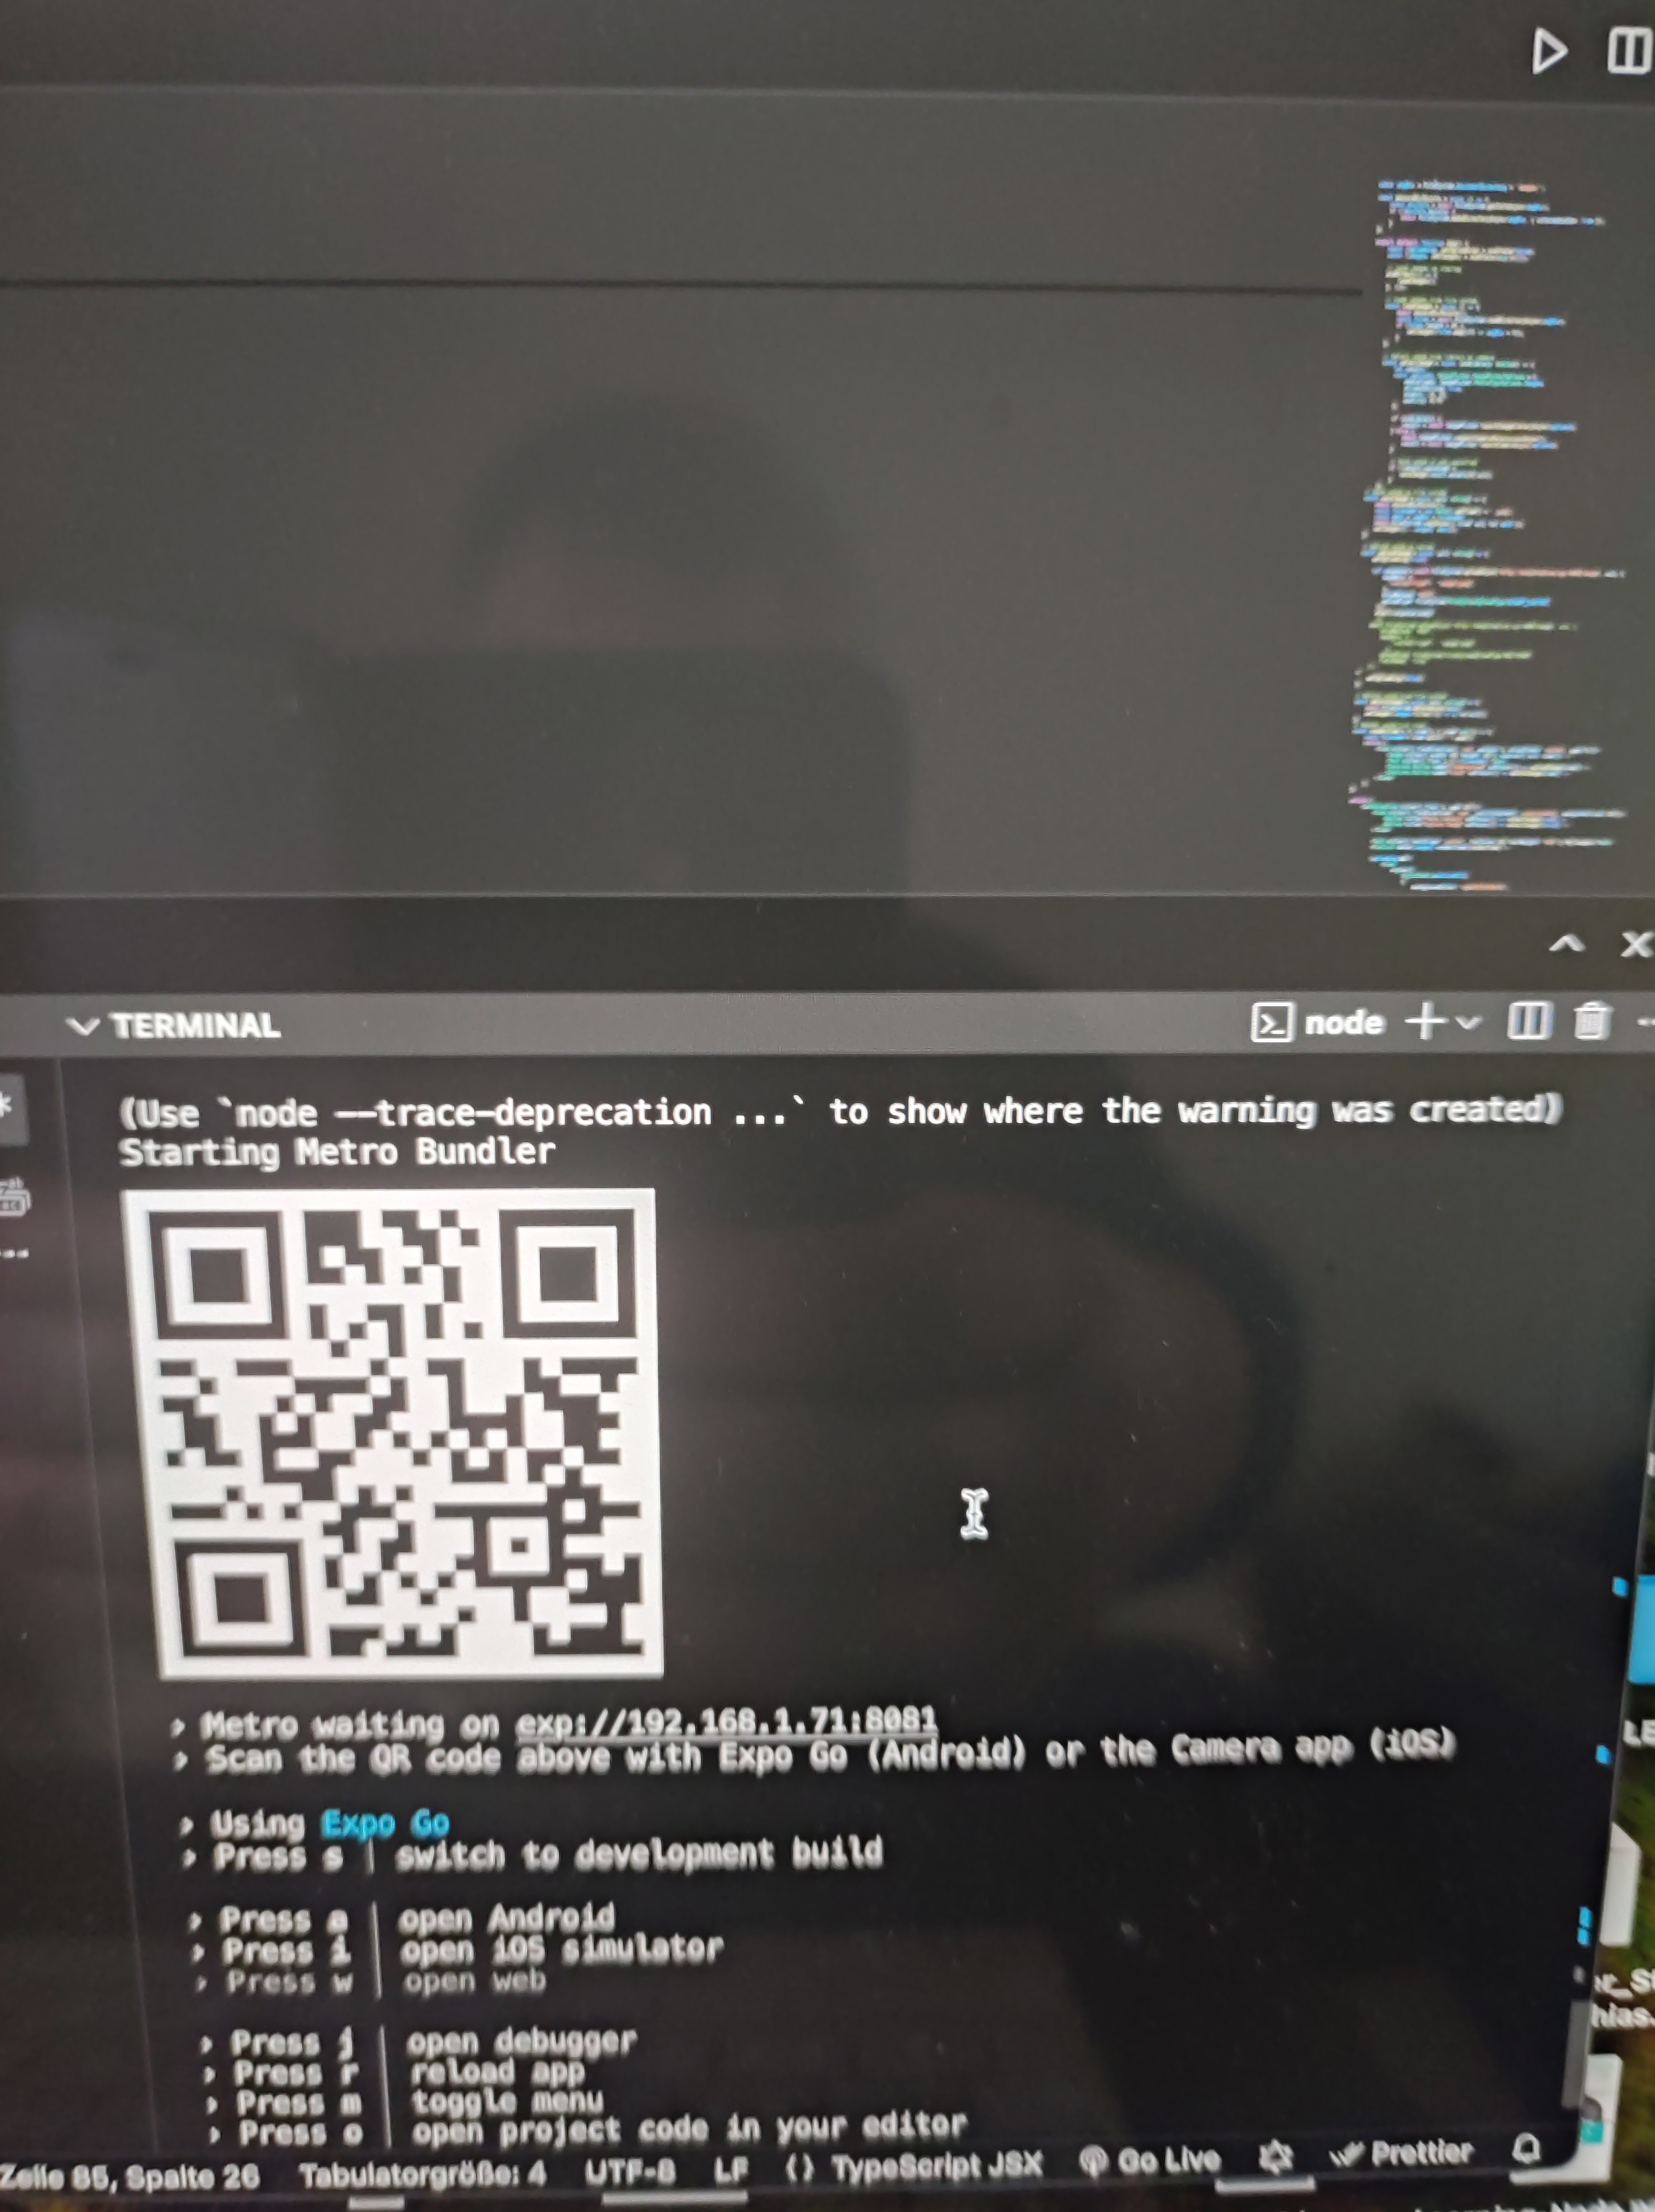 TERMINAL
node
(Use `node --trace-deprecation ...` to show where the warning was created)
Starting Metro Bundler
› Metro waiting on exp://192.168.1.71:8081
› Scan the QR code above with Expo Go (Android) or the Camera app (iOS)
› Using Expo Go
› Press s │ switch to development build
› Press a │ open Android
› Press i │ open iOS simulator
› Press w │ open web
› Press j │ open debugger
› Press r │ reload app
› Press m │ toggle menu
› Press o │ open project code in your editor
Zeile 85, Spalte 26 Tabulatorgröße: 4 UTF-8 LF {} TypeScript JSX Go Live Prettier